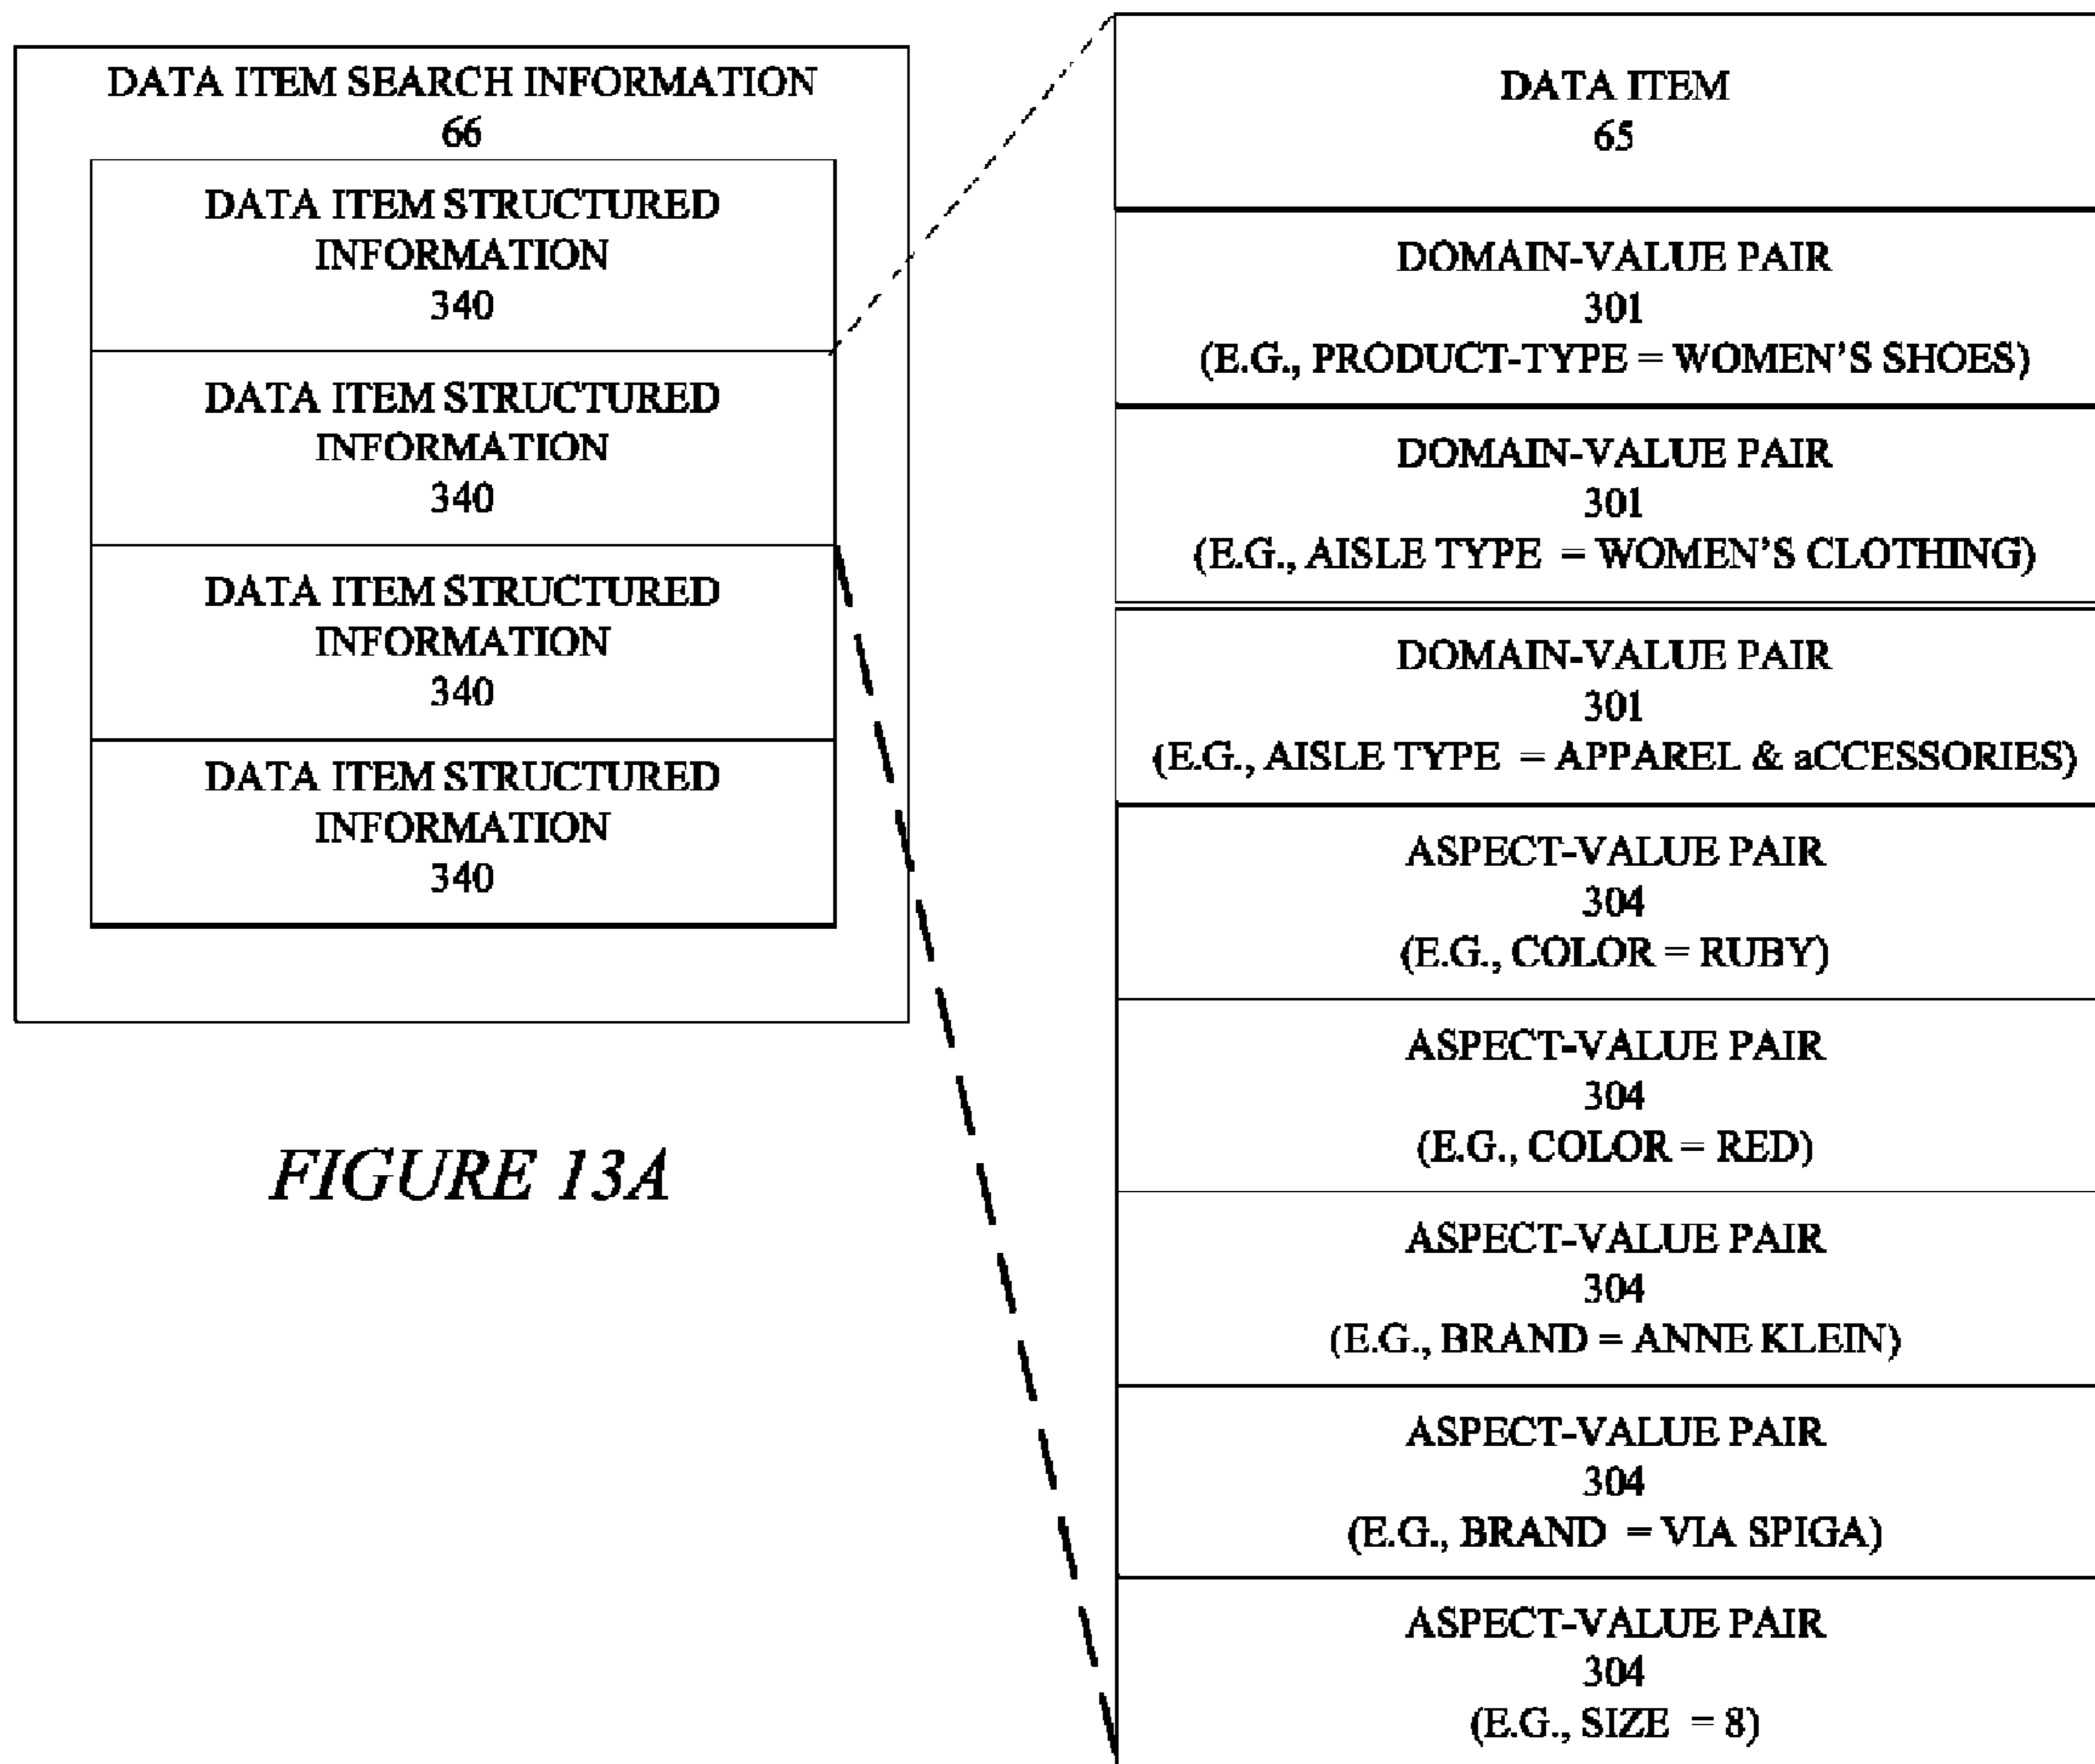 DATA ITEM SEARCH INFORMATION
66
DATA ITEM STRUCTURED
INFORMATION
340
DATA ITEM STRUCTURED
INFORMATION
340
DATA ITEM STRUCTURED
INFORMATION
340
DATA ITEM STRUCTURED
INFORMATION
340
FIGURE 13A
DATA ITEM
65
DOMAIN-VALUE PAIR
301
(E.G., PRODUCT-TYPE = WOMEN'S SHOES)
DOMAIN-VALUE PAIR
301
(E.G., AISLE TYPE = WOMEN'S CLOTHING)
DOMAIN-VALUE PAIR
301
(E.G., AISLE TYPE = APPAREL & aCCESSORIES)
ASPECT-VALUE PAIR
304
(E.G., COLOR = RUBY)
ASPECT-VALUE PAIR
304
(E.G., COLOR = RED)
ASPECT-VALUE PAIR
304
(E.G., BRAND = ANNE KLEIN)
ASPECT-VALUE PAIR
304
(E.G., BRAND = VIA SPIGA)
ASPECT-VALUE PAIR
304
(E.G., SIZE = 8)